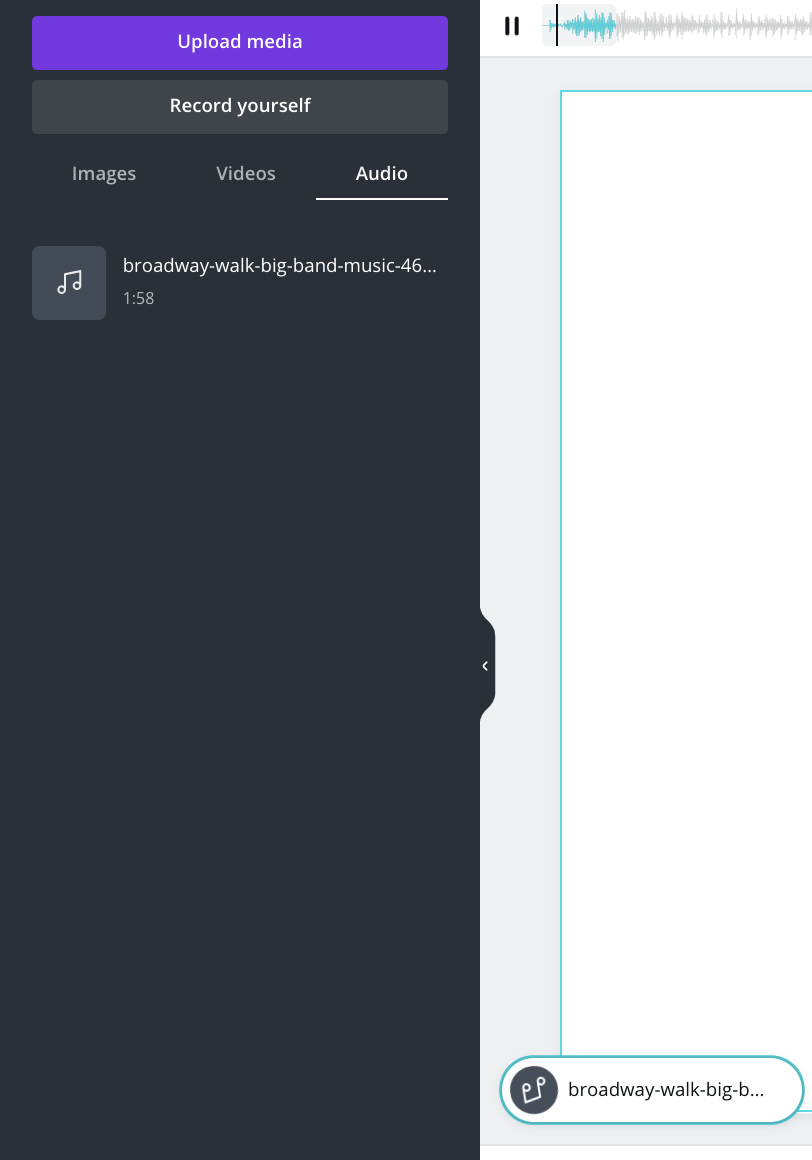 Upload media
Record yourself
Images Videos Audio
broadway-walk-big-band-music-46...
1:58
broadway-walk-big-b...